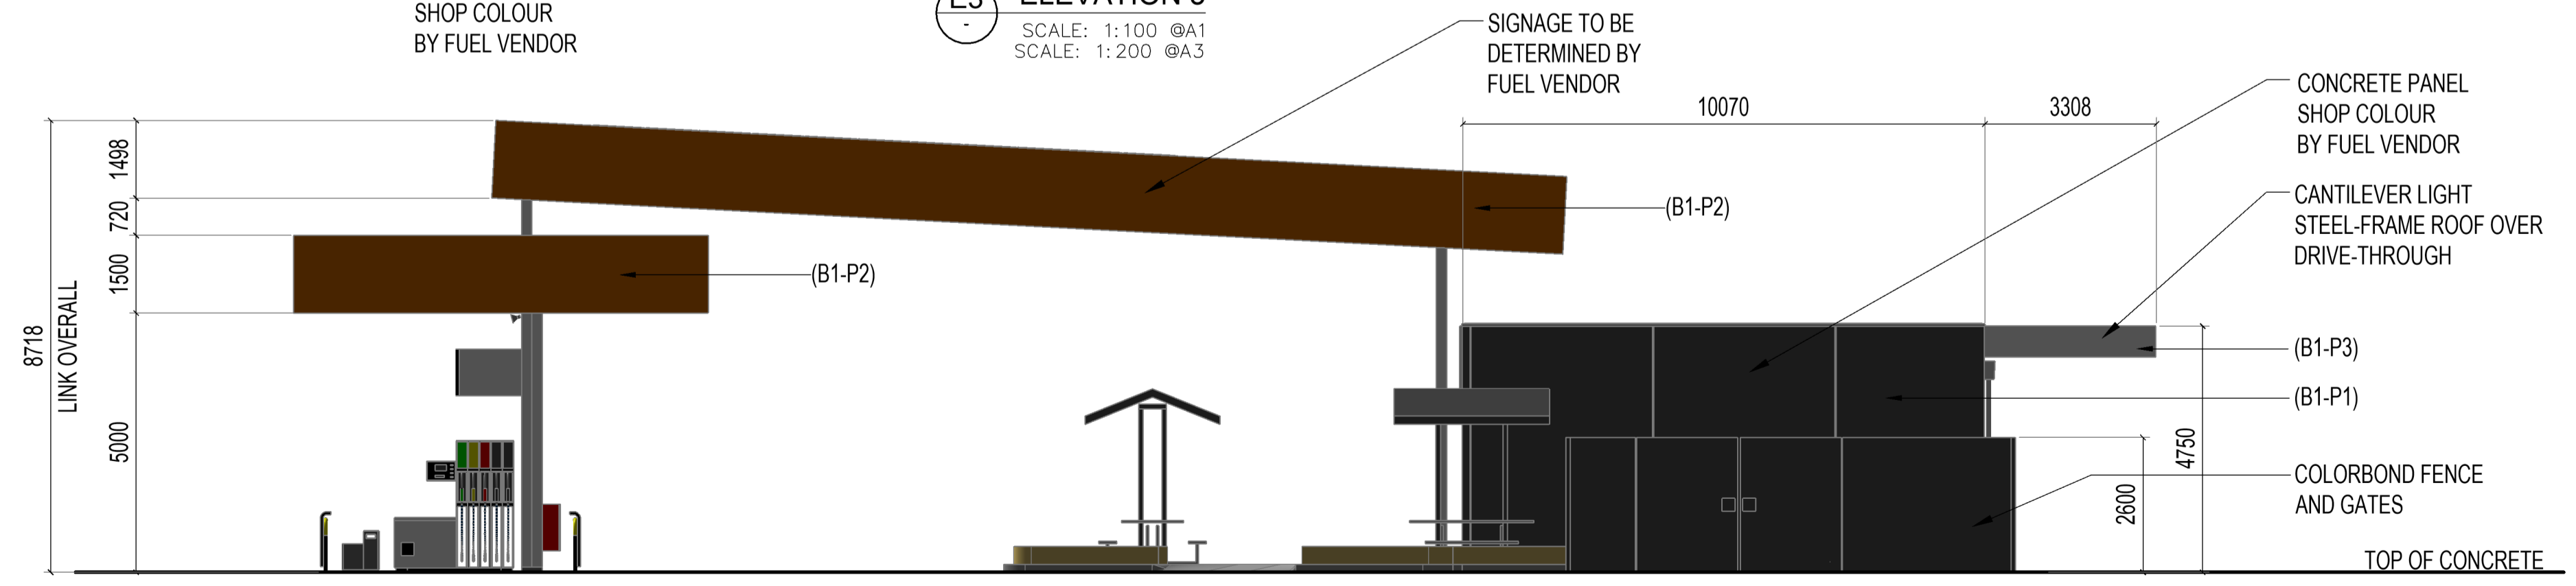 SHOP COLOUR
BY FUEL VENDOR
E3
-
ELEVATION 3
SCALE: 1:100 @A1
SCALE: 1:200 @A3
SIGNAGE TO BE
DETERMINED BY
FUEL VENDOR
10070
3308
CONCRETE PANEL
SHOP COLOUR
BY FUEL VENDOR
CANTILEVER LIGHT
STEEL-FRAME ROOF OVER
DRIVE-THROUGH
1498
720
1500
5000
8718
LINK OVERALL
(B1-P2)
(B1-P2)
(B1-P3)
(B1-P1)
4750
2600
COLORBOND FENCE
AND GATES
TOP OF CONCRETE